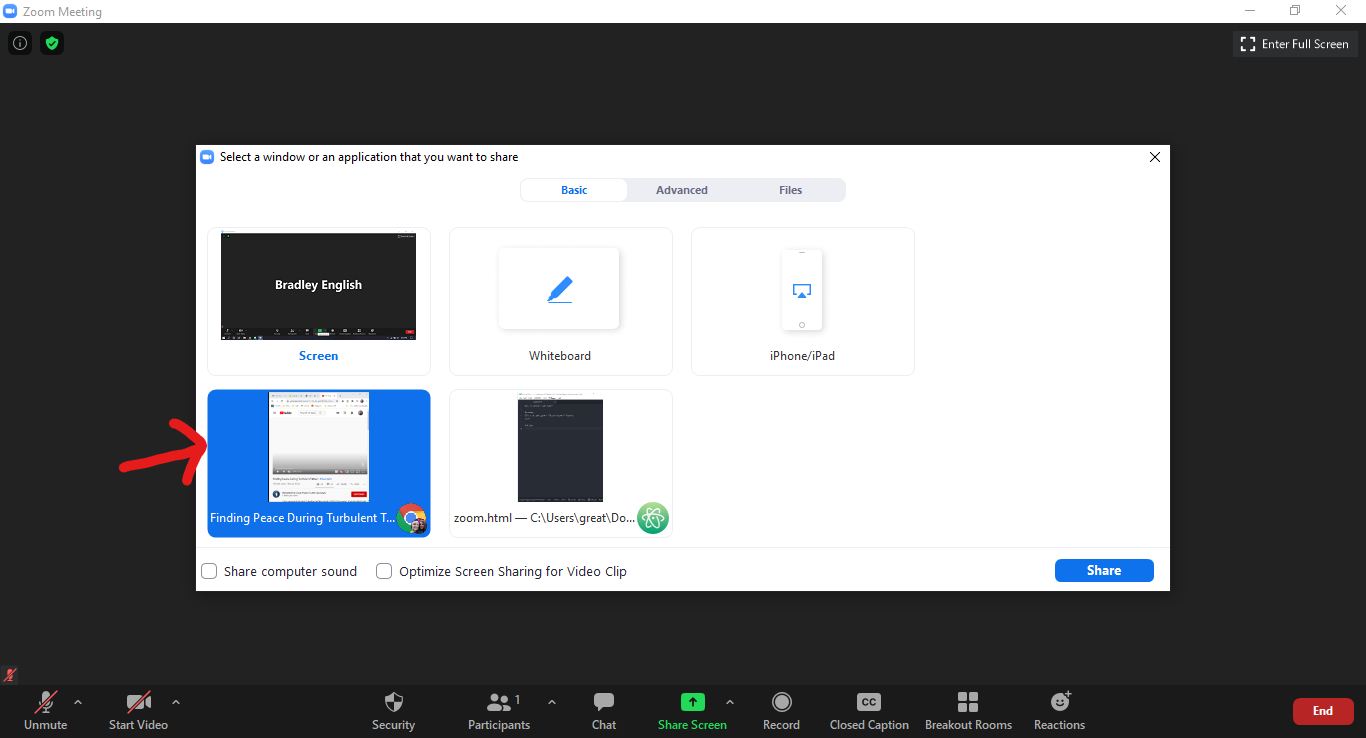 Zoom Meeting
Enter Full Screen
Select a window or an application that you want to share
Basic Advanced Files
Bradley English
Screen Whiteboard iPhone/iPad
Finding Peace During Turbulent T... zoom.html — C:\Users\great\Do...
Share computer sound Optimize Screen Sharing for Video Clip Share
1
Unmute Start Video Security Participants Chat Share Screen Record Closed Caption Breakout Rooms Reactions End
CC